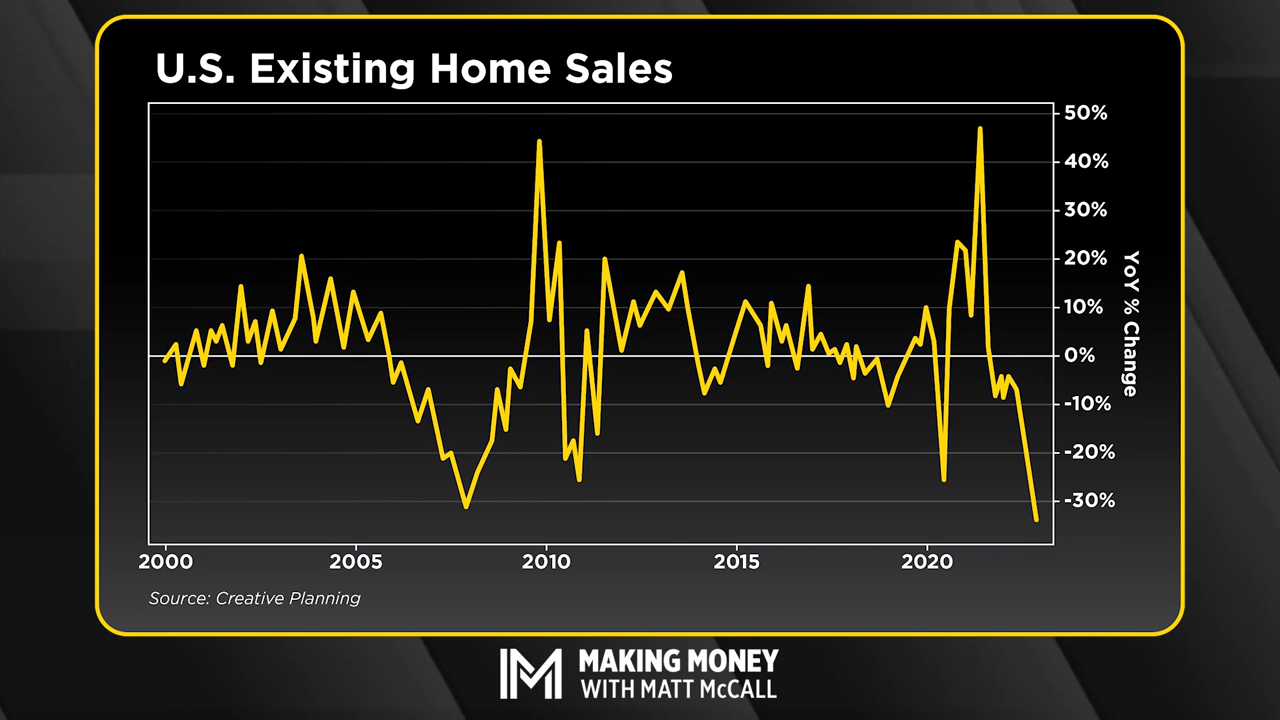 U.S. Existing Home Sales
50%
40%
30%
20%
10%
0%
-10%
-20%
-30%
YoY % Change
2000 2005 2010 2015 2020
Source: Creative Planning
MAKING MONEY
WITH MATT McCALL